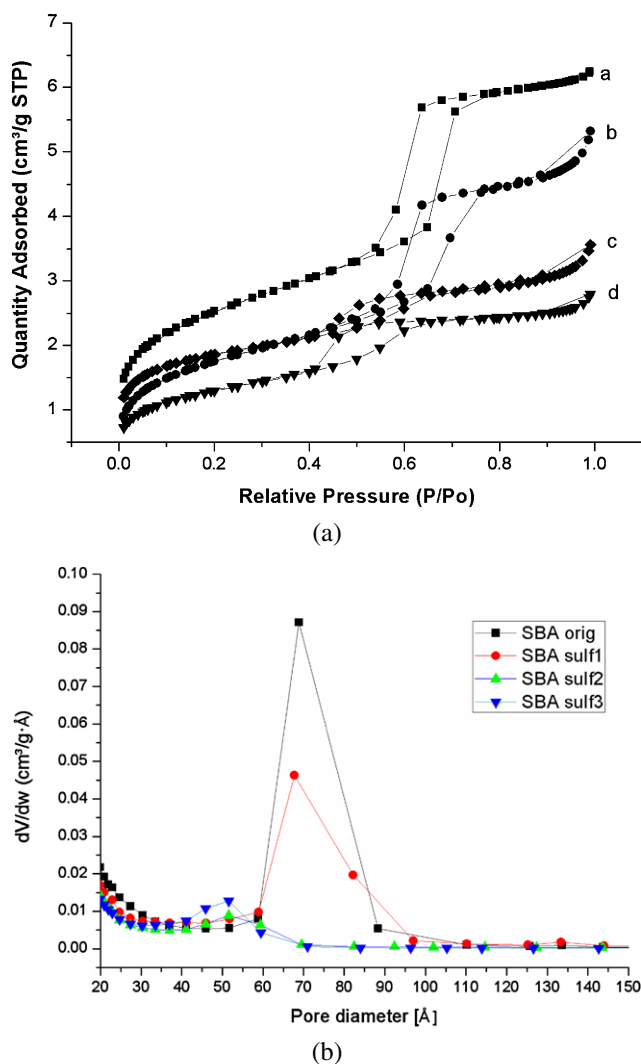 7
6
5
4
3
2
1
Quantity Adsorbed (cm³/g STP)
a
b
c
d
0.0 0.2 0.4 0.6 0.8 1.0
Relative Pressure (P/Po)
(a)
0.10
0.09
0.08
0.07
0.06
0.05
0.04
0.03
0.02
0.01
0.00
dV/dw (cm³/g·Å)
SBA orig
SBA sulf1
SBA sulf2
SBA sulf3
20 30 40 50 60 70 80 90 100 110 120 130 140 150
Pore diameter [Å]
(b)